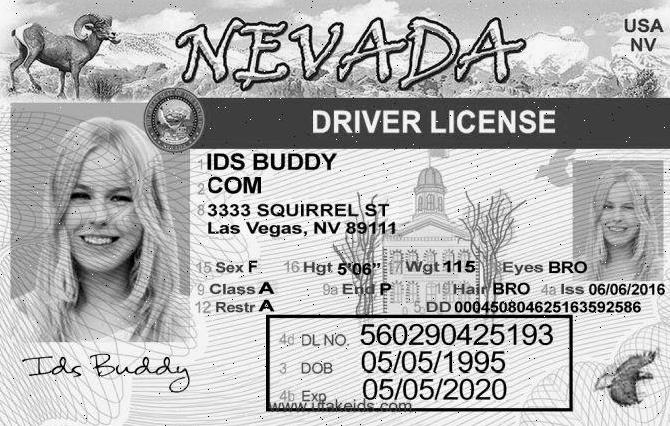 NEVADA
USA
NV
DRIVER LICENSE
1 IDS BUDDY
2 COM
8 3333 SQUIRREL ST
Las Vegas, NV 89111
15 Sex F 16 Hgt 5'06" 17 Wgt 115 Eyes BRO
9 Class A 9a End P 19 Hair BRO 4a Iss 06/06/2016
12 Restr A 5 DD 000450804625163592586
4d DL NO. 560290425193
3 DOB 05/05/1995
4b Exp 05/05/2020
Ids Buddy
www.ufakeids.com